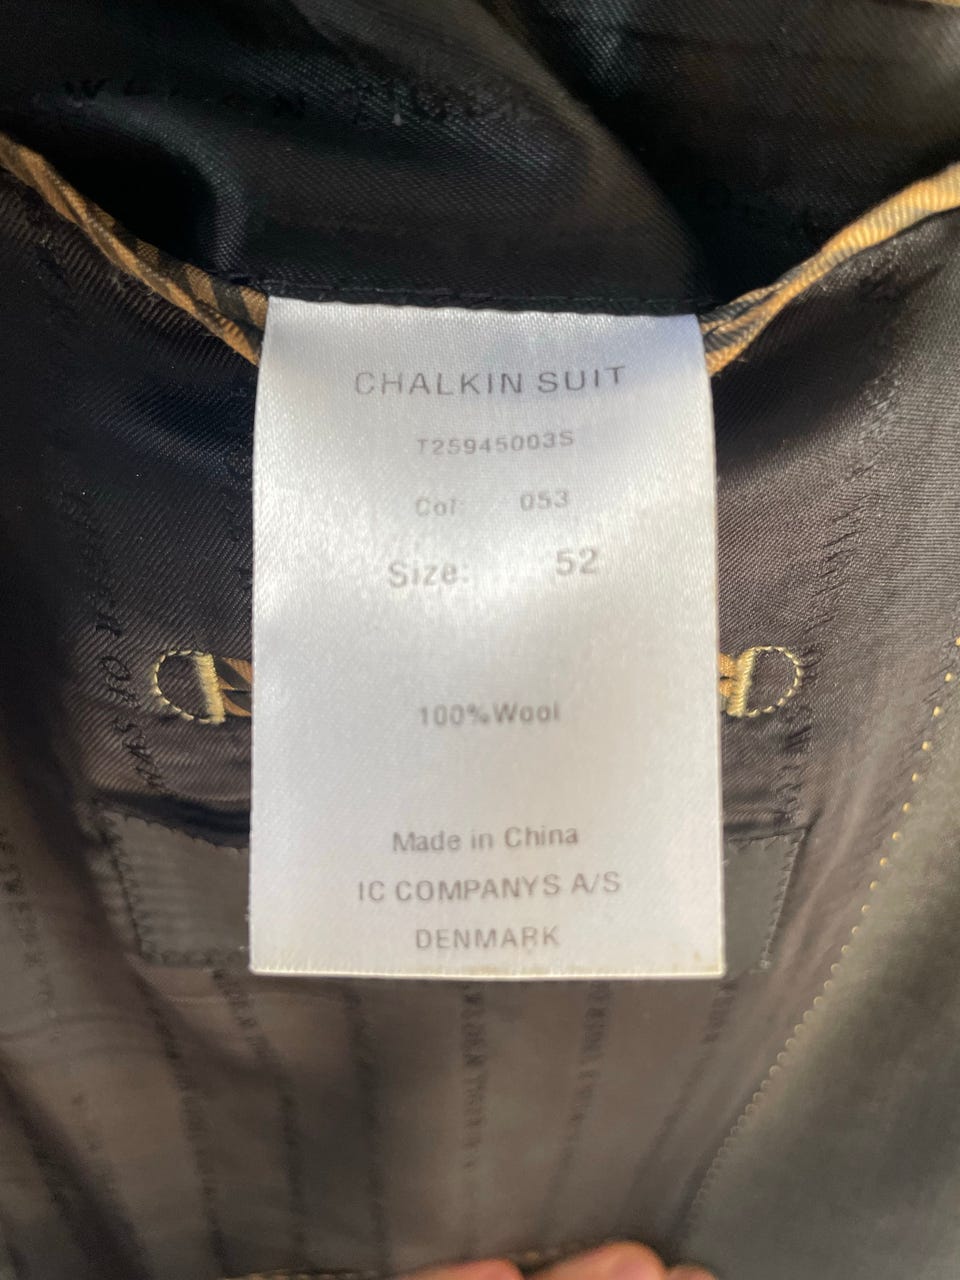 CHALKIN SUIT
T25945003S
Col: 053
Size: 52
100%Wool
Made in China
IC COMPANYS A/S
DENMARK